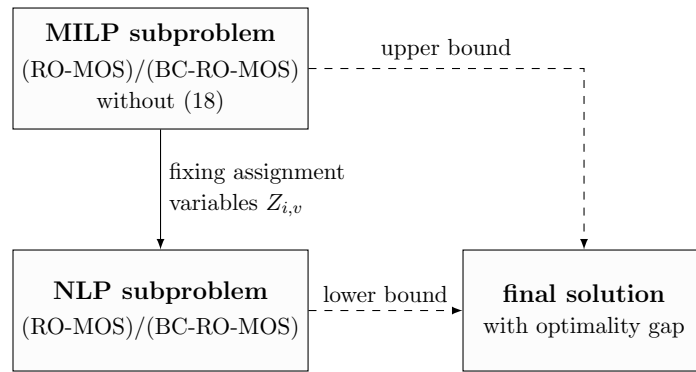 MILP subproblem
(RO-MOS)/(BC-RO-MOS)
without (18)
upper bound
fixing assignment
variables Z_{i,v}
NLP subproblem
(RO-MOS)/(BC-RO-MOS)
lower bound
final solution
with optimality gap